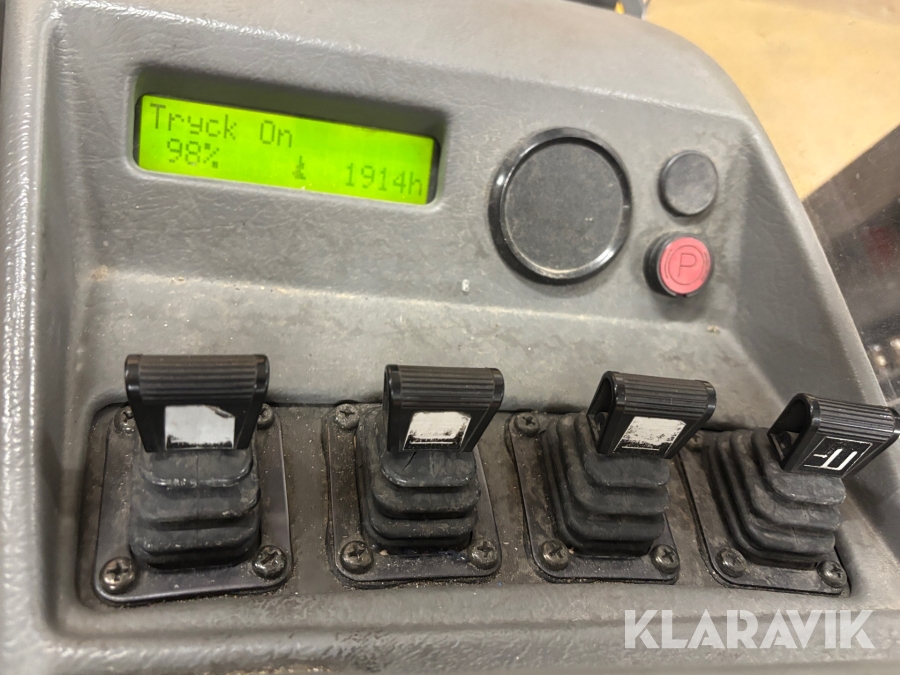 Tryck On
98% 1914h
P
KLARAVIK